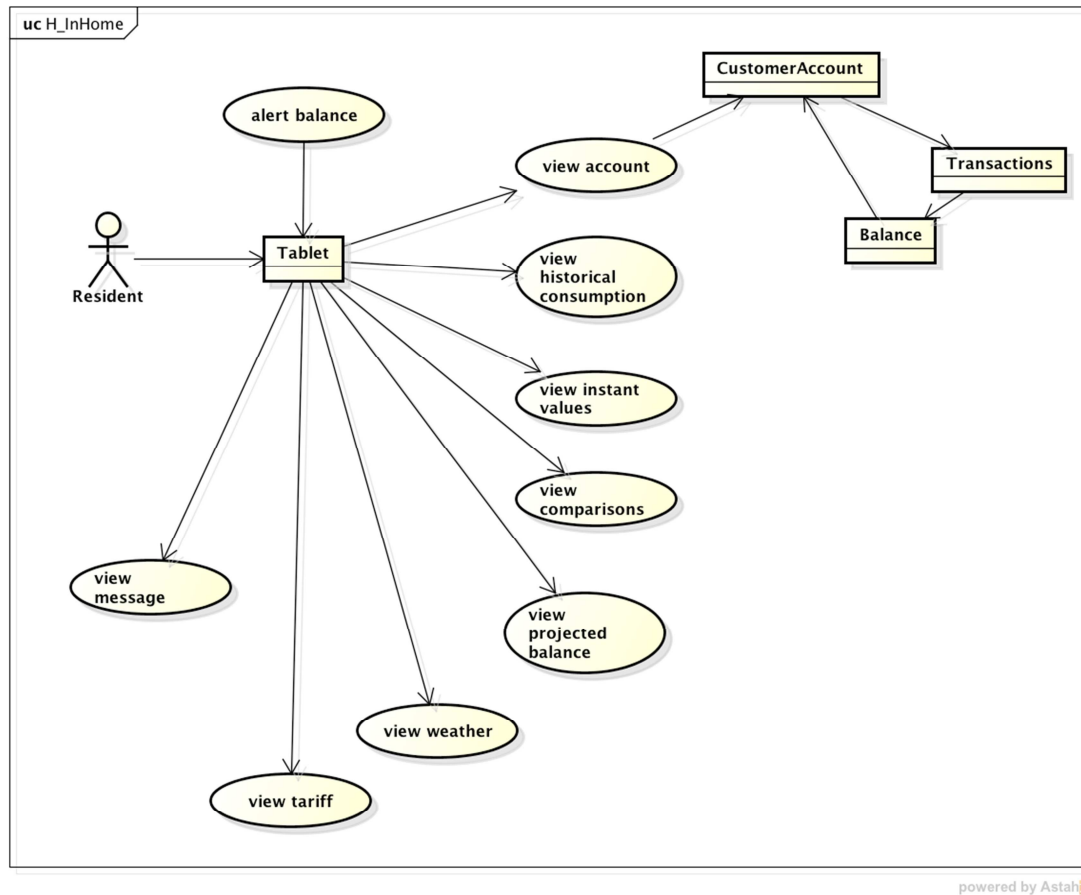 uc H_InHome
CustomerAccount
alert balance
Transactions
view account
Balance
Tablet
view
historical
consumption
Resident
view instant
values
view
comparisons
view
message
view
projected
balance
view weather
view tariff
powered by Astah